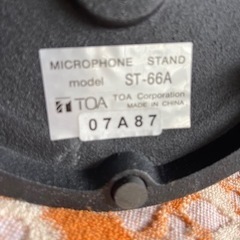 MICROPHONE STAND
model ST-66A
TOA TOA Corporation
MADE IN CHINA
07A87